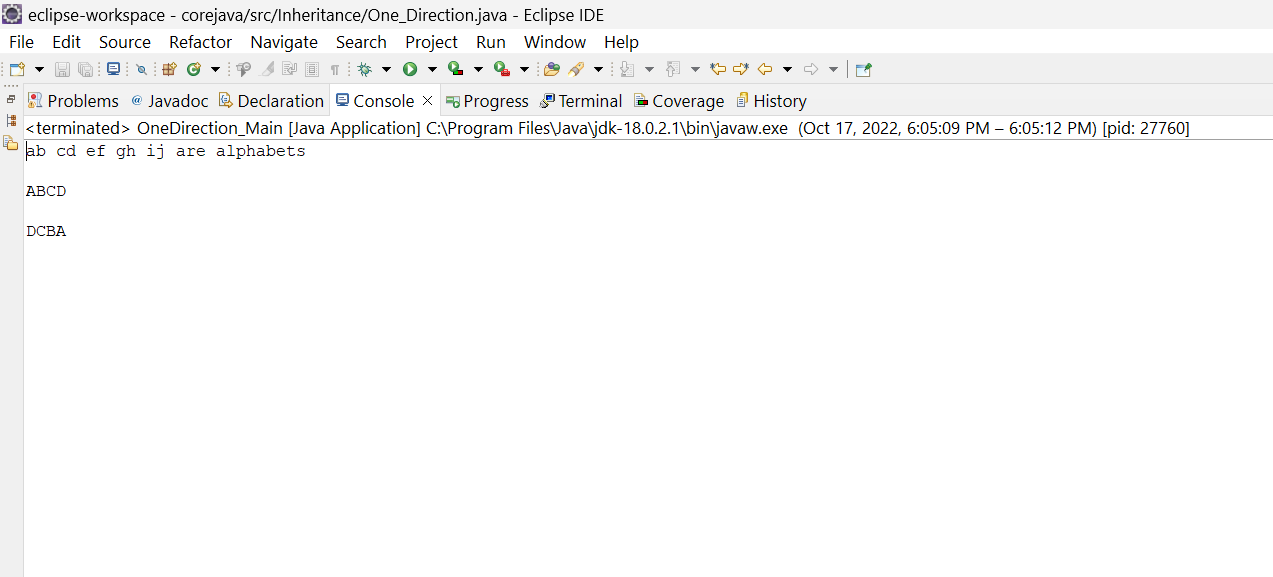 eclipse-workspace - corejava/src/Inheritance/One_Direction.java - Eclipse IDE
File Edit Source Refactor Navigate Search Project Run Window Help
Problems @ Javadoc Declaration Console Progress Terminal Coverage History
<terminated> OneDirection_Main [Java Application] C:\Program Files\Java\jdk-18.0.2.1\bin\javaw.exe (Oct 17, 2022, 6:05:09 PM – 6:05:12 PM) [pid: 27760]
ab cd ef gh ij are alphabets
ABCD
DCBA